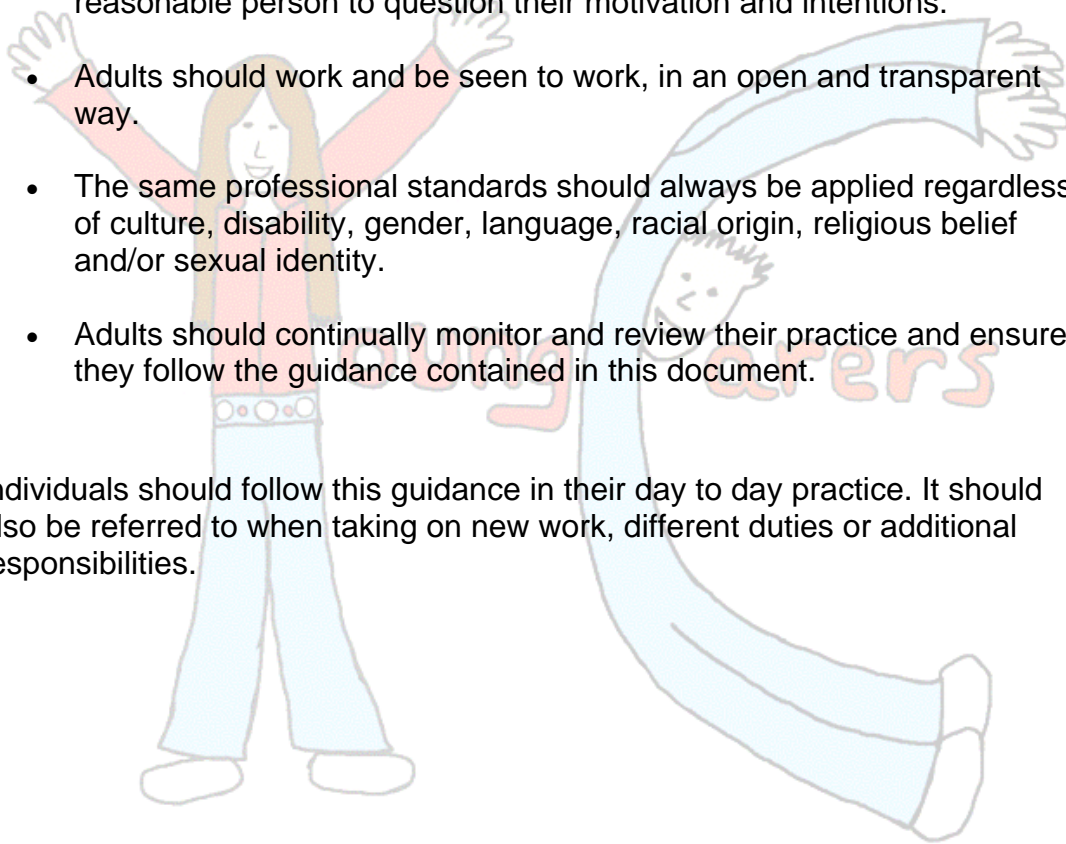 reasonable person to question their motivation and intentions.
• Adults should work and be seen to work, in an open and transparent
way.
• The same professional standards should always be applied regardless
of culture, disability, gender, language, racial origin, religious belief
and/or sexual identity.
• Adults should continually monitor and review their practice and ensure
they follow the guidance contained in this document.
oung arers
ndividuals should follow this guidance in their day to day practice. It should
lso be referred to when taking on new work, different duties or additional
esponsibilities.